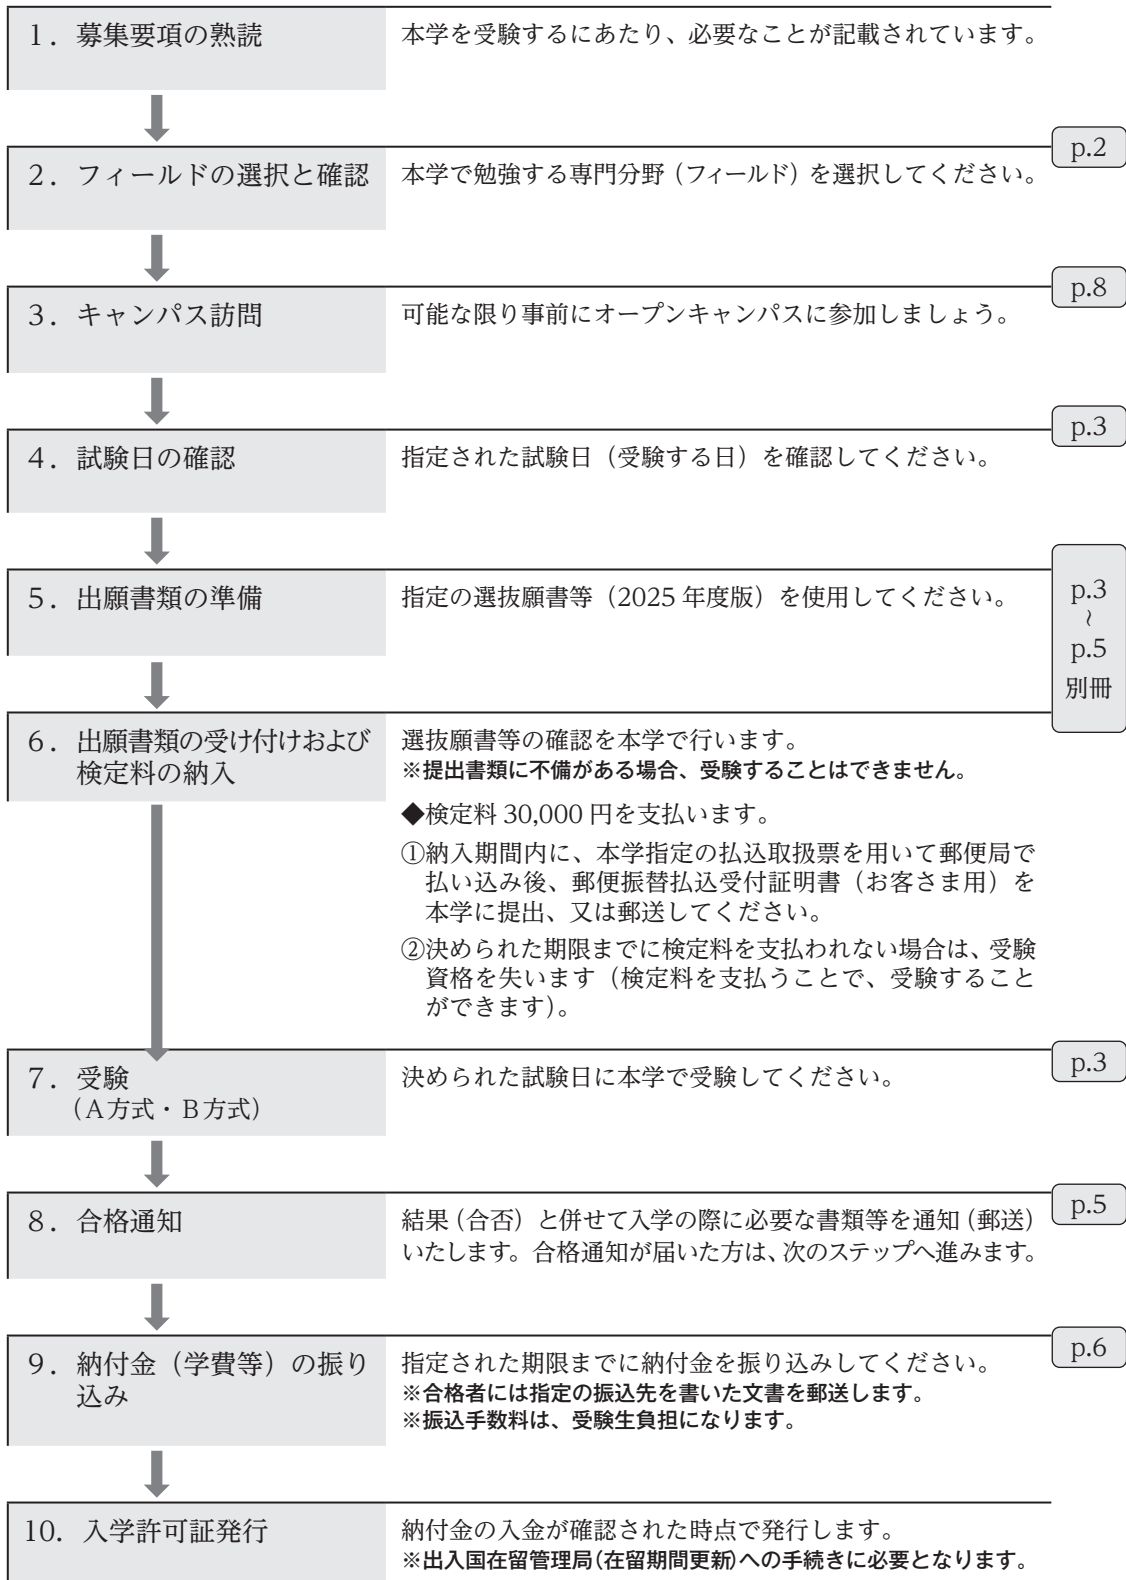 1．募集要項の熟読
本学を受験するにあたり、必要なことが記載されています。
p.2
2．フィールドの選択と確認
本学で勉強する専門分野（フィールド）を選択してください。
p.8
3．キャンパス訪問
可能な限り事前にオープンキャンパスに参加しましょう。
p.3
4．試験日の確認
指定された試験日（受験する日）を確認してください。
5．出願書類の準備
指定の選抜願書等（2025 年度版）を使用してください。
p.3
～
p.5
別冊
6．出願書類の受け付けおよび
検定料の納入
選抜願書等の確認を本学で行います。
※提出書類に不備がある場合、受験することはできません。
◆検定料 30,000 円を支払います。
①納入期間内に、本学指定の払込取扱票を用いて郵便局で
払い込み後、郵便振替払込受付証明書（お客さま用）を
本学に提出、又は郵送してください。
②決められた期限までに検定料を支払われない場合は、受験
資格を失います（検定料を支払うことで、受験すること
ができます）。
p.3
7．受験
（A方式・B方式）
決められた試験日に本学で受験してください。
p.5
8．合格通知
結果（合否）と併せて入学の際に必要な書類等を通知（郵送）
いたします。合格通知が届いた方は、次のステップへ進みます。
p.6
9．納付金（学費等）の振り
込み
指定された期限までに納付金を振り込みしてください。
※合格者には指定の振込先を書いた文書を郵送します。
※振込手数料は、受験生負担になります。
10．入学許可証発行
納付金の入金が確認された時点で発行します。
※出入国在留管理局（在留期間更新）への手続きに必要となります。